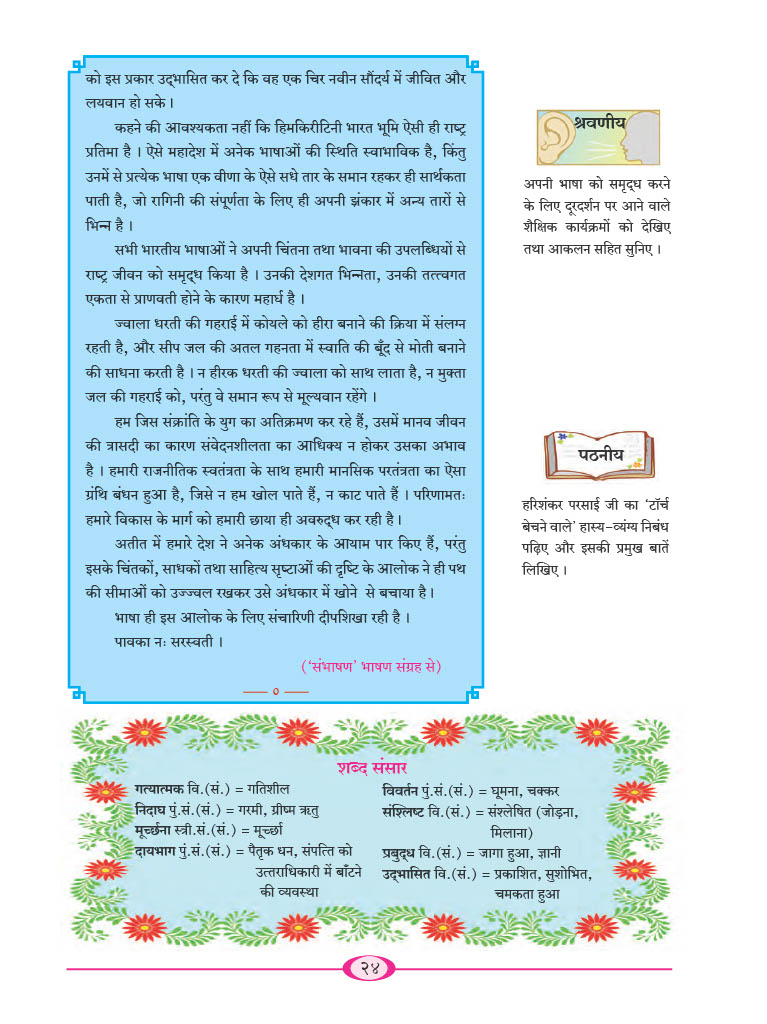 को इस प्रकार उद्‌भासित कर दे कि वह एक चिर नवीन सौंदर्य में जीवित और
लयवान हो सके ।
कहने की आवश्यकता नहीं कि हिमकिरीटिनी भारत भूमि ऐसी ही राष्ट्र
प्रतिमा है । ऐसे महादेश में अनेक भाषाओं की स्थिति स्वाभाविक है, किंतु
उनमें से प्रत्येक भाषा एक वीणा के ऐसे सधे तार के समान रहकर ही सार्थकता
पाती है, जो रागिनी की संपूर्णता के लिए ही अपनी झंकार में अन्य तारों से
भिन्न है ।
सभी भारतीय भाषाओं ने अपनी चिंतना तथा भावना की उपलब्धियों से
राष्ट्र जीवन को समृद्ध किया है । उनकी देशगत भिन्नता, उनकी तत्त्वगत
एकता से प्राणवती होने के कारण महार्ध है ।
ज्वाला धरती की गहराई में कोयले को हीरा बनाने की क्रिया में संलग्न
रहती है, और सीप जल की अतल गहनता में स्वाति की बूँद से मोती बनाने
की साधना करती है । न हीरक धरती की ज्वाला को साथ लाता है, न मुक्ता
जल की गहराई को, परंतु वे समान रूप से मूल्यवान रहेंगे ।
हम जिस संक्रांति के युग का अतिक्रमण कर रहे हैं, उसमें मानव जीवन
की त्रासदी का कारण संवेदनशीलता का आधिक्य न होकर उसका अभाव
है । हमारी राजनीतिक स्वतंत्रता के साथ हमारी मानसिक परतंत्रता का ऐसा
ग्रंथि बंधन हुआ है, जिसे न हम खोल पाते हैं, न काट पाते हैं । परिणामतः
हमारे विकास के मार्ग को हमारी छाया ही अवरुद्ध कर रही है ।
अतीत में हमारे देश ने अनेक अंधकार के आयाम पार किए हैं, परंतु
इसके चिंतकों, साधकों तथा साहित्य सृष्टाओं की दृष्टि के आलोक ने ही पथ
की सीमाओं को उज्ज्वल रखकर उसे अंधकार में खोने से बचाया है ।
भाषा ही इस आलोक के लिए संचारिणी दीपशिखा रही है ।
पावका नः सरस्वती ।
('संभाषण' भाषण संग्रह से)
०
श्रवणीय
अपनी भाषा को समृद्ध करने
के लिए दूरदर्शन पर आने वाले
शैक्षिक कार्यक्रमों को देखिए
तथा आकलन सहित सुनिए ।
पठनीय
हरिशंकर परसाई जी का 'टॉर्च
बेचने वाले' हास्य-व्यंग्य निबंध
पढ़िए और इसकी प्रमुख बातें
लिखिए ।
शब्द संसार
गत्यात्मक वि.(सं.) = गतिशील
निदाघ पुं.सं.(सं.) = गरमी, ग्रीष्म ऋतु
मूर्च्छना स्त्री.सं.(सं.) = मूर्च्छा
दायभाग पुं.सं.(सं.) = पैतृक धन, संपत्ति को
उत्तराधिकारी में बाँटने
की व्यवस्था
विवर्तन पुं.सं.(सं.) = घूमना, चक्कर
संश्लिष्ट वि.(सं.) = संश्लेषित (जोड़ना,
मिलाना)
प्रबुद्ध वि.(सं.) = जागा हुआ, ज्ञानी
उद्‌भासित वि.(सं.) = प्रकाशित, सुशोभित,
चमकता हुआ
२४